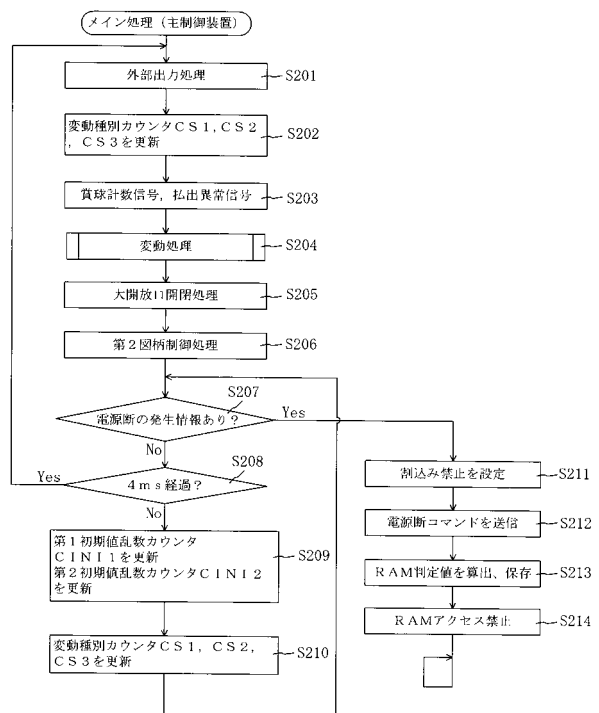 メイン処理（主制御装置）
外部出力処理
S201
変動種別カウンタＣＳ１,ＣＳ２
，ＣＳ３を更新
S202
賞球計数信号，払出異常信号
S203
変動処理
S204
大開放口開閉処理
S205
第２図柄制御処理
S206
S207
電源断の発生情報あり？
Yes
No
S208
Yes
４ｍｓ経過？
No
第１初期値乱数カウンタ
ＣＩＮＩ１を更新
第２初期値乱数カウンタＣＩＮＩ２
を更新
S209
変動種別カウンタＣＳ１，ＣＳ２，
ＣＳ３を更新
S210
割込み禁止を設定
S211
電源断コマンドを送信
S212
ＲＡＭ判定値を算出、保存
S213
ＲＡＭアクセス禁止
S214